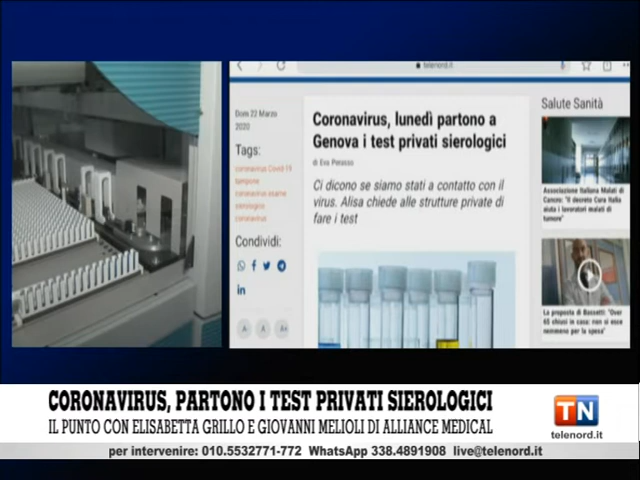 telenord.it
Dom 22 Marzo
2020
Tags:
coronavirus Covid-19
tampone
coronavirus esame
sierologico
coronavirus
Condividi:
A- A A+
Coronavirus, lunedì partono a
Genova i test privati sierologici
di Eva Perasso
Ci dicono se siamo stati a contatto con il
virus. Alisa chiede alle strutture private di
fare i test
Salute Sanità
Associazione Italiana Malati di
Cancro: "Il decreto Cura Italia
aiuta i lavoratori malati di
tumore"
La proposta di Bassetti: "Over
65 chiusi in casa: non si esce
nemmeno per la spesa"
CORONAVIRUS, PARTONO I TEST PRIVATI SIEROLOGICI
IL PUNTO CON ELISABETTA GRILLO E GIOVANNI MELIOLI DI ALLIANCE MEDICAL
TN
telenord.it
per intervenire: 010.5532771-772 WhatsApp 338.4891908 live@telenord.it